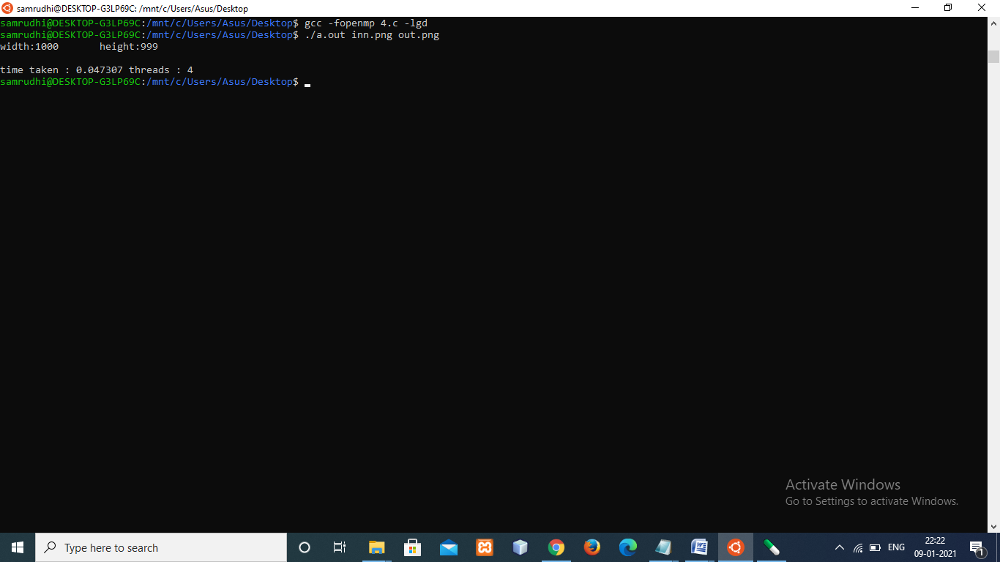 samrudhi@DESKTOP-G3LP69C: /mnt/c/Users/Asus/Desktop
samrudhi@DESKTOP-G3LP69C:/mnt/c/Users/Asus/Desktop$ gcc -fopenmp 4.c -lgd
samrudhi@DESKTOP-G3LP69C:/mnt/c/Users/Asus/Desktop$ ./a.out inn.png out.png
width:1000       height:999
time taken : 0.047307 threads : 4
samrudhi@DESKTOP-G3LP69C:/mnt/c/Users/Asus/Desktop$
Activate Windows
Go to Settings to activate Windows.
Type here to search
ENG
22:22
09-01-2021
1